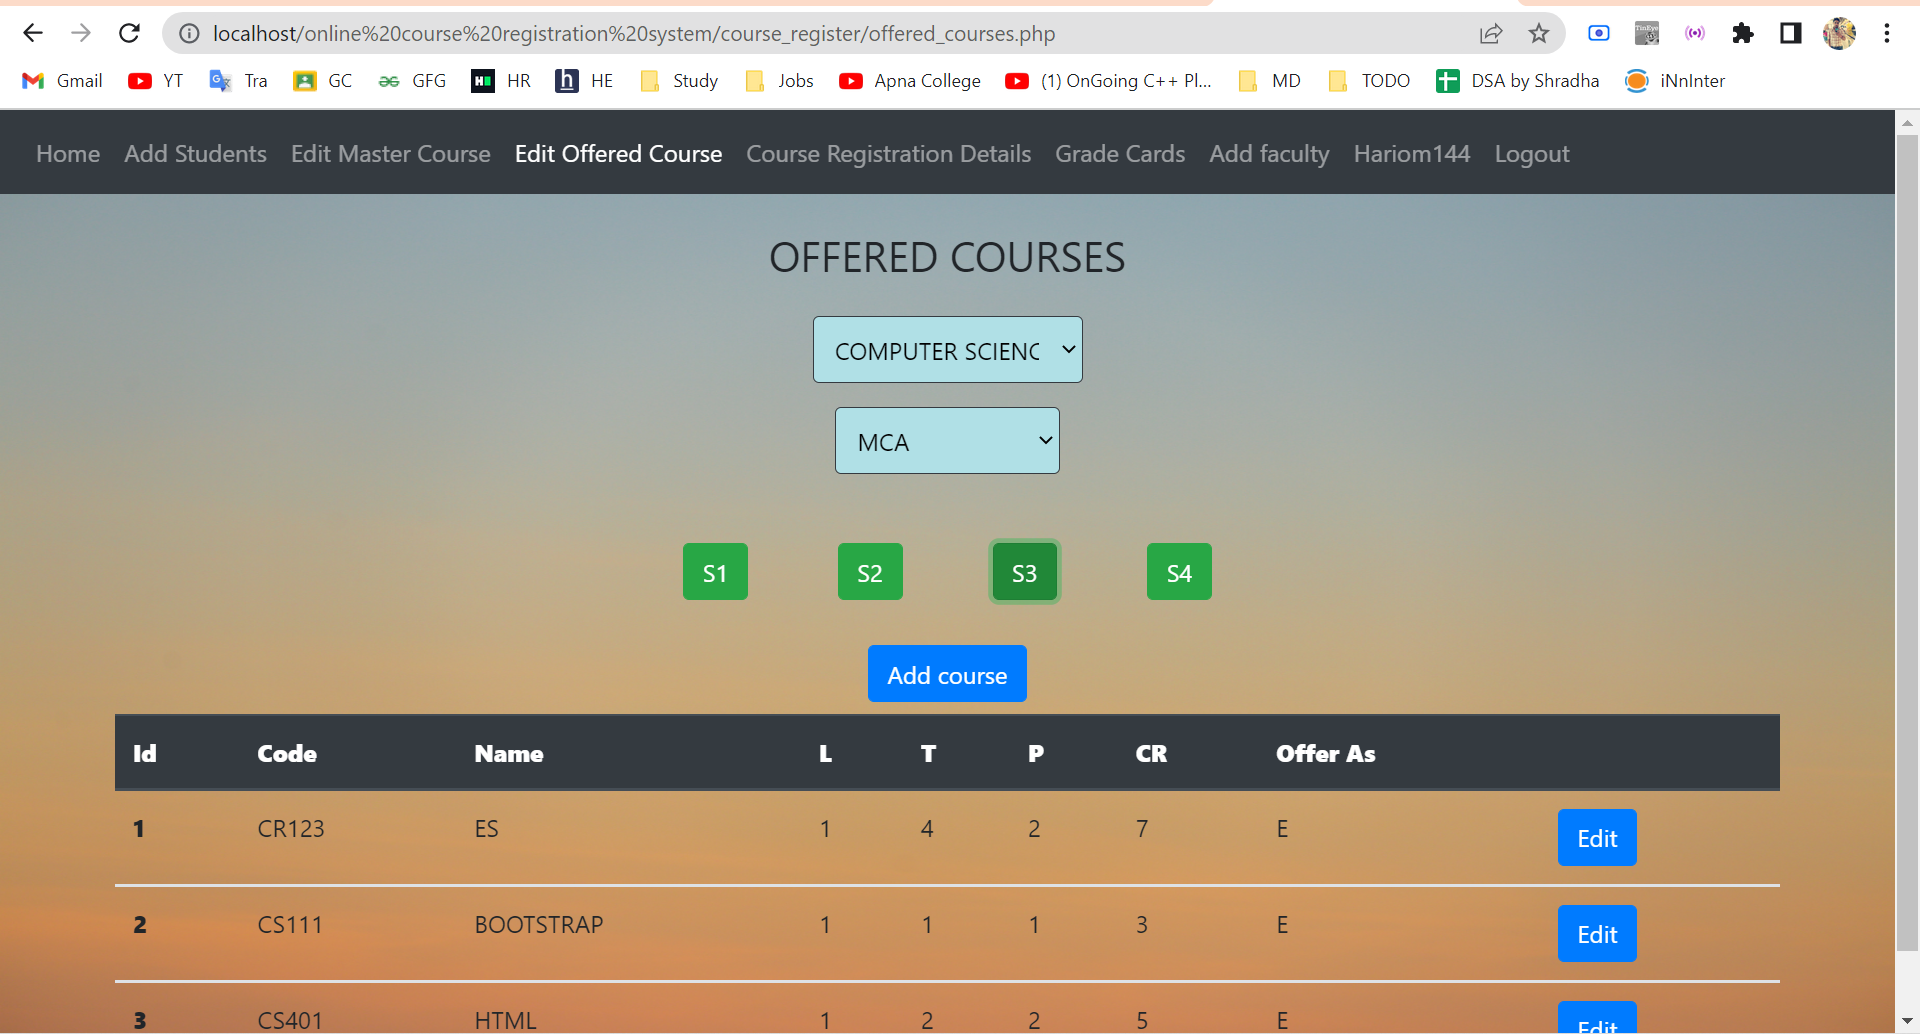 localhost/online%20course%20registration%20system/course_register/offered_courses.php
Gmail YT Tra GC GFG HR HE Study Jobs Apna College (1) OnGoing C++ Pl... MD TODO DSA by Shradha iNnInter
Home Add Students Edit Master Course Edit Offered Course Course Registration Details Grade Cards Add faculty Hariom144 Logout
OFFERED COURSES
COMPUTER SCIENC
MCA
S1 S2 S3 S4
Add course
Id Code Name L T P CR Offer As
1 CR123 ES 1 4 2 7 E Edit
2 CS111 BOOTSTRAP 1 1 1 3 E Edit
3 CS401 HTML 1 2 2 5 E Edit